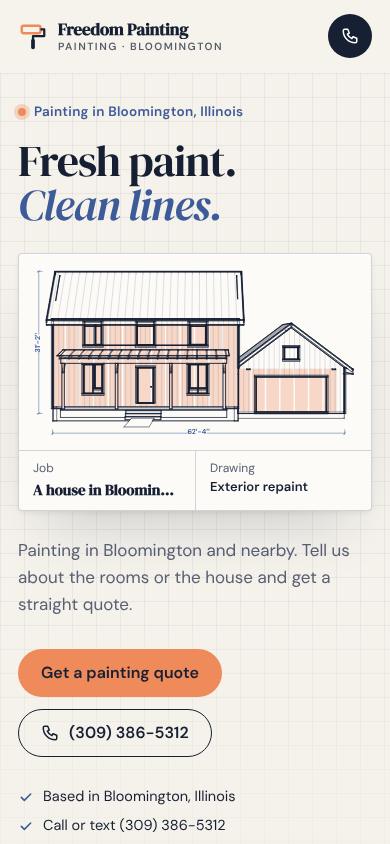 Freedom Painting
PAINTING · BLOOMINGTON
Painting in Bloomington, Illinois
Fresh paint.
Clean lines.
31'-2"
62'-4"
Job
A house in Bloomin...
Drawing
Exterior repaint
Painting in Bloomington and nearby. Tell us
about the rooms or the house and get a
straight quote.
Get a painting quote
(309) 386-5312
Based in Bloomington, Illinois
Call or text (309) 386-5312